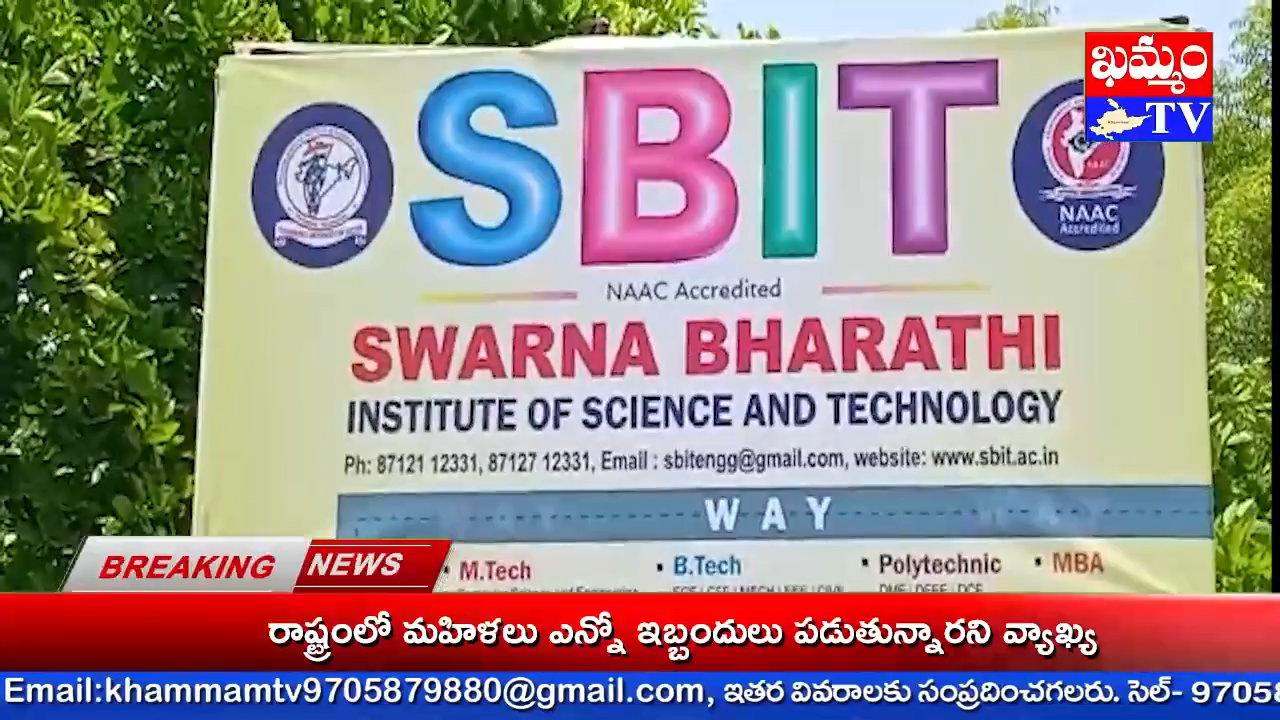 ఖమ్మం
TV
SBIT
NAAC
Accredited
NAAC Accredited
SWARNA BHARATHI
INSTITUTE OF SCIENCE AND TECHNOLOGY
Ph: 87121 12331, 87127 12331, Email : sbitengg@gmail.com, website: www.sbit.ac.in
WAY
▪ M.Tech ▪ B.Tech ▪ Polytechnic ▪ MBA
BREAKING NEWS
రాష్ట్రంలో మహిళలు ఎన్నో ఇబ్బందులు పడుతున్నారని వ్యాఖ్య
Email:khammamtv9705879880@gmail.com, ఇతర వివరాలకు సంప్రదించగలరు. సెల్- 9705